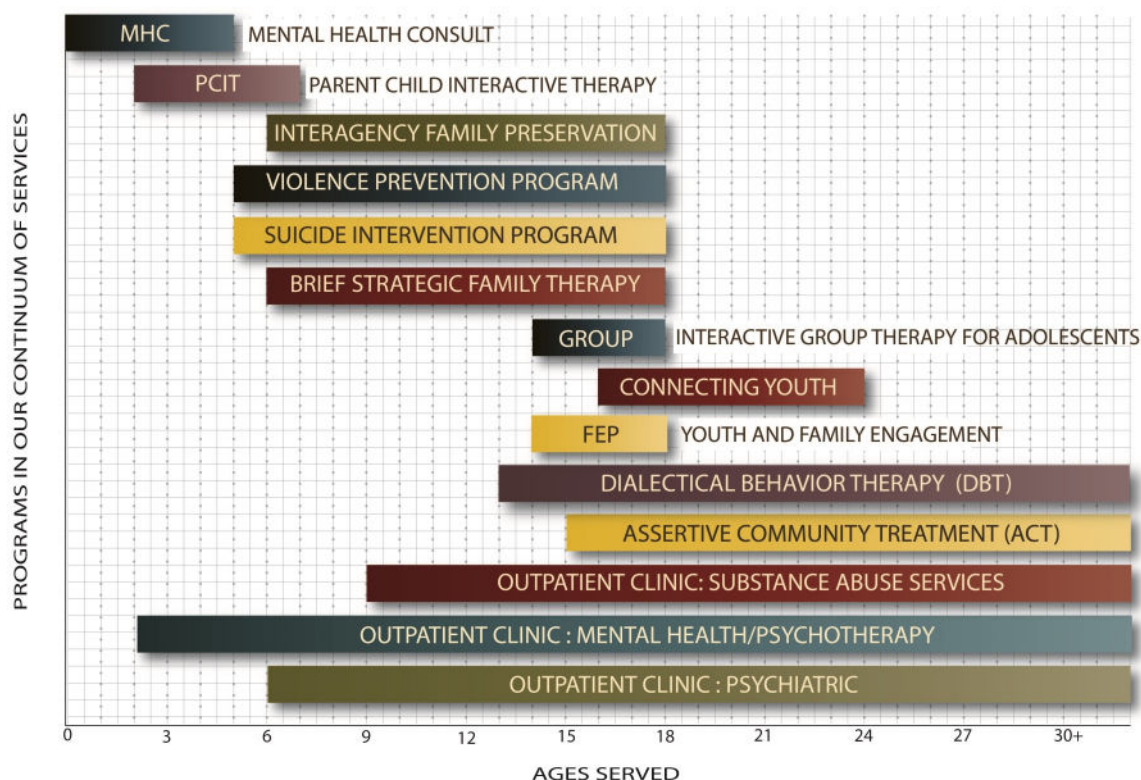 MHC MENTAL HEALTH CONSULT
PCIT PARENT CHILD INTERACTIVE THERAPY
INTERAGENCY FAMILY PRESERVATION
VIOLENCE PREVENTION PROGRAM
SUICIDE INTERVENTION PROGRAM
BRIEF STRATEGIC FAMILY THERAPY
GROUP INTERACTIVE GROUP THERAPY FOR ADOLESCENTS
CONNECTING YOUTH
FEP YOUTH AND FAMILY ENGAGEMENT
DIALECTICAL BEHAVIOR THERAPY (DBT)
ASSERTIVE COMMUNITY TREATMENT (ACT)
OUTPATIENT CLINIC: SUBSTANCE ABUSE SERVICES
OUTPATIENT CLINIC : MENTAL HEALTH/PSYCHOTHERAPY
OUTPATIENT CLINIC : PSYCHIATRIC
PROGRAMS IN OUR CONTINUUM OF SERVICES
0 3 6 9 12 15 18 21 24 27 30+
AGES SERVED